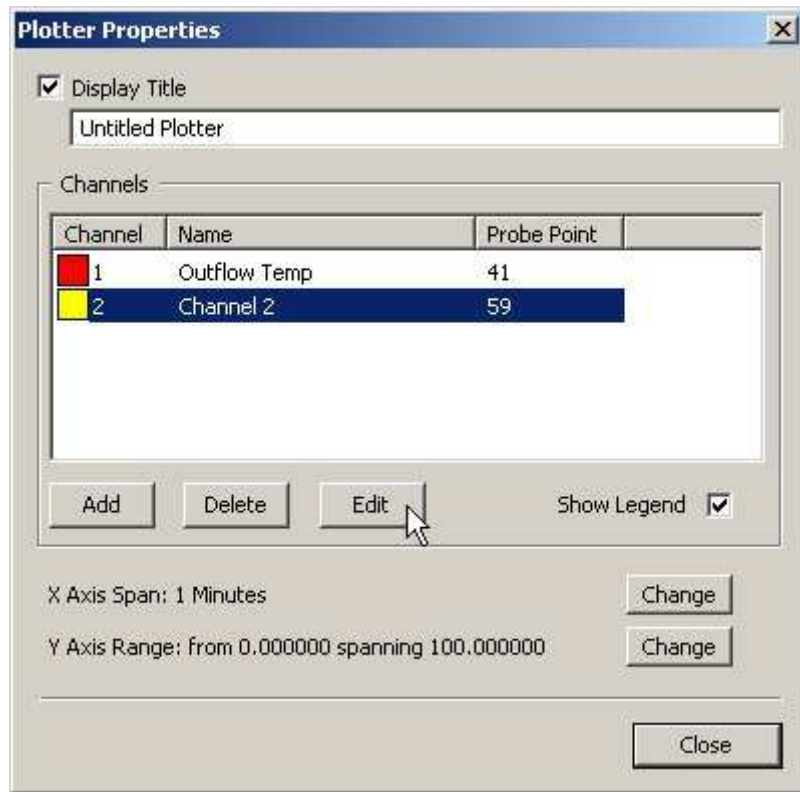 Plotter Properties
Display Title
Untitled Plotter
Channels
Channel Name Probe Point
1 Outflow Temp 41
2 Channel 2 59
Add Delete Edit Show Legend
X Axis Span: 1 Minutes Change
Y Axis Range: from 0.000000 spanning 100.000000 Change
Close